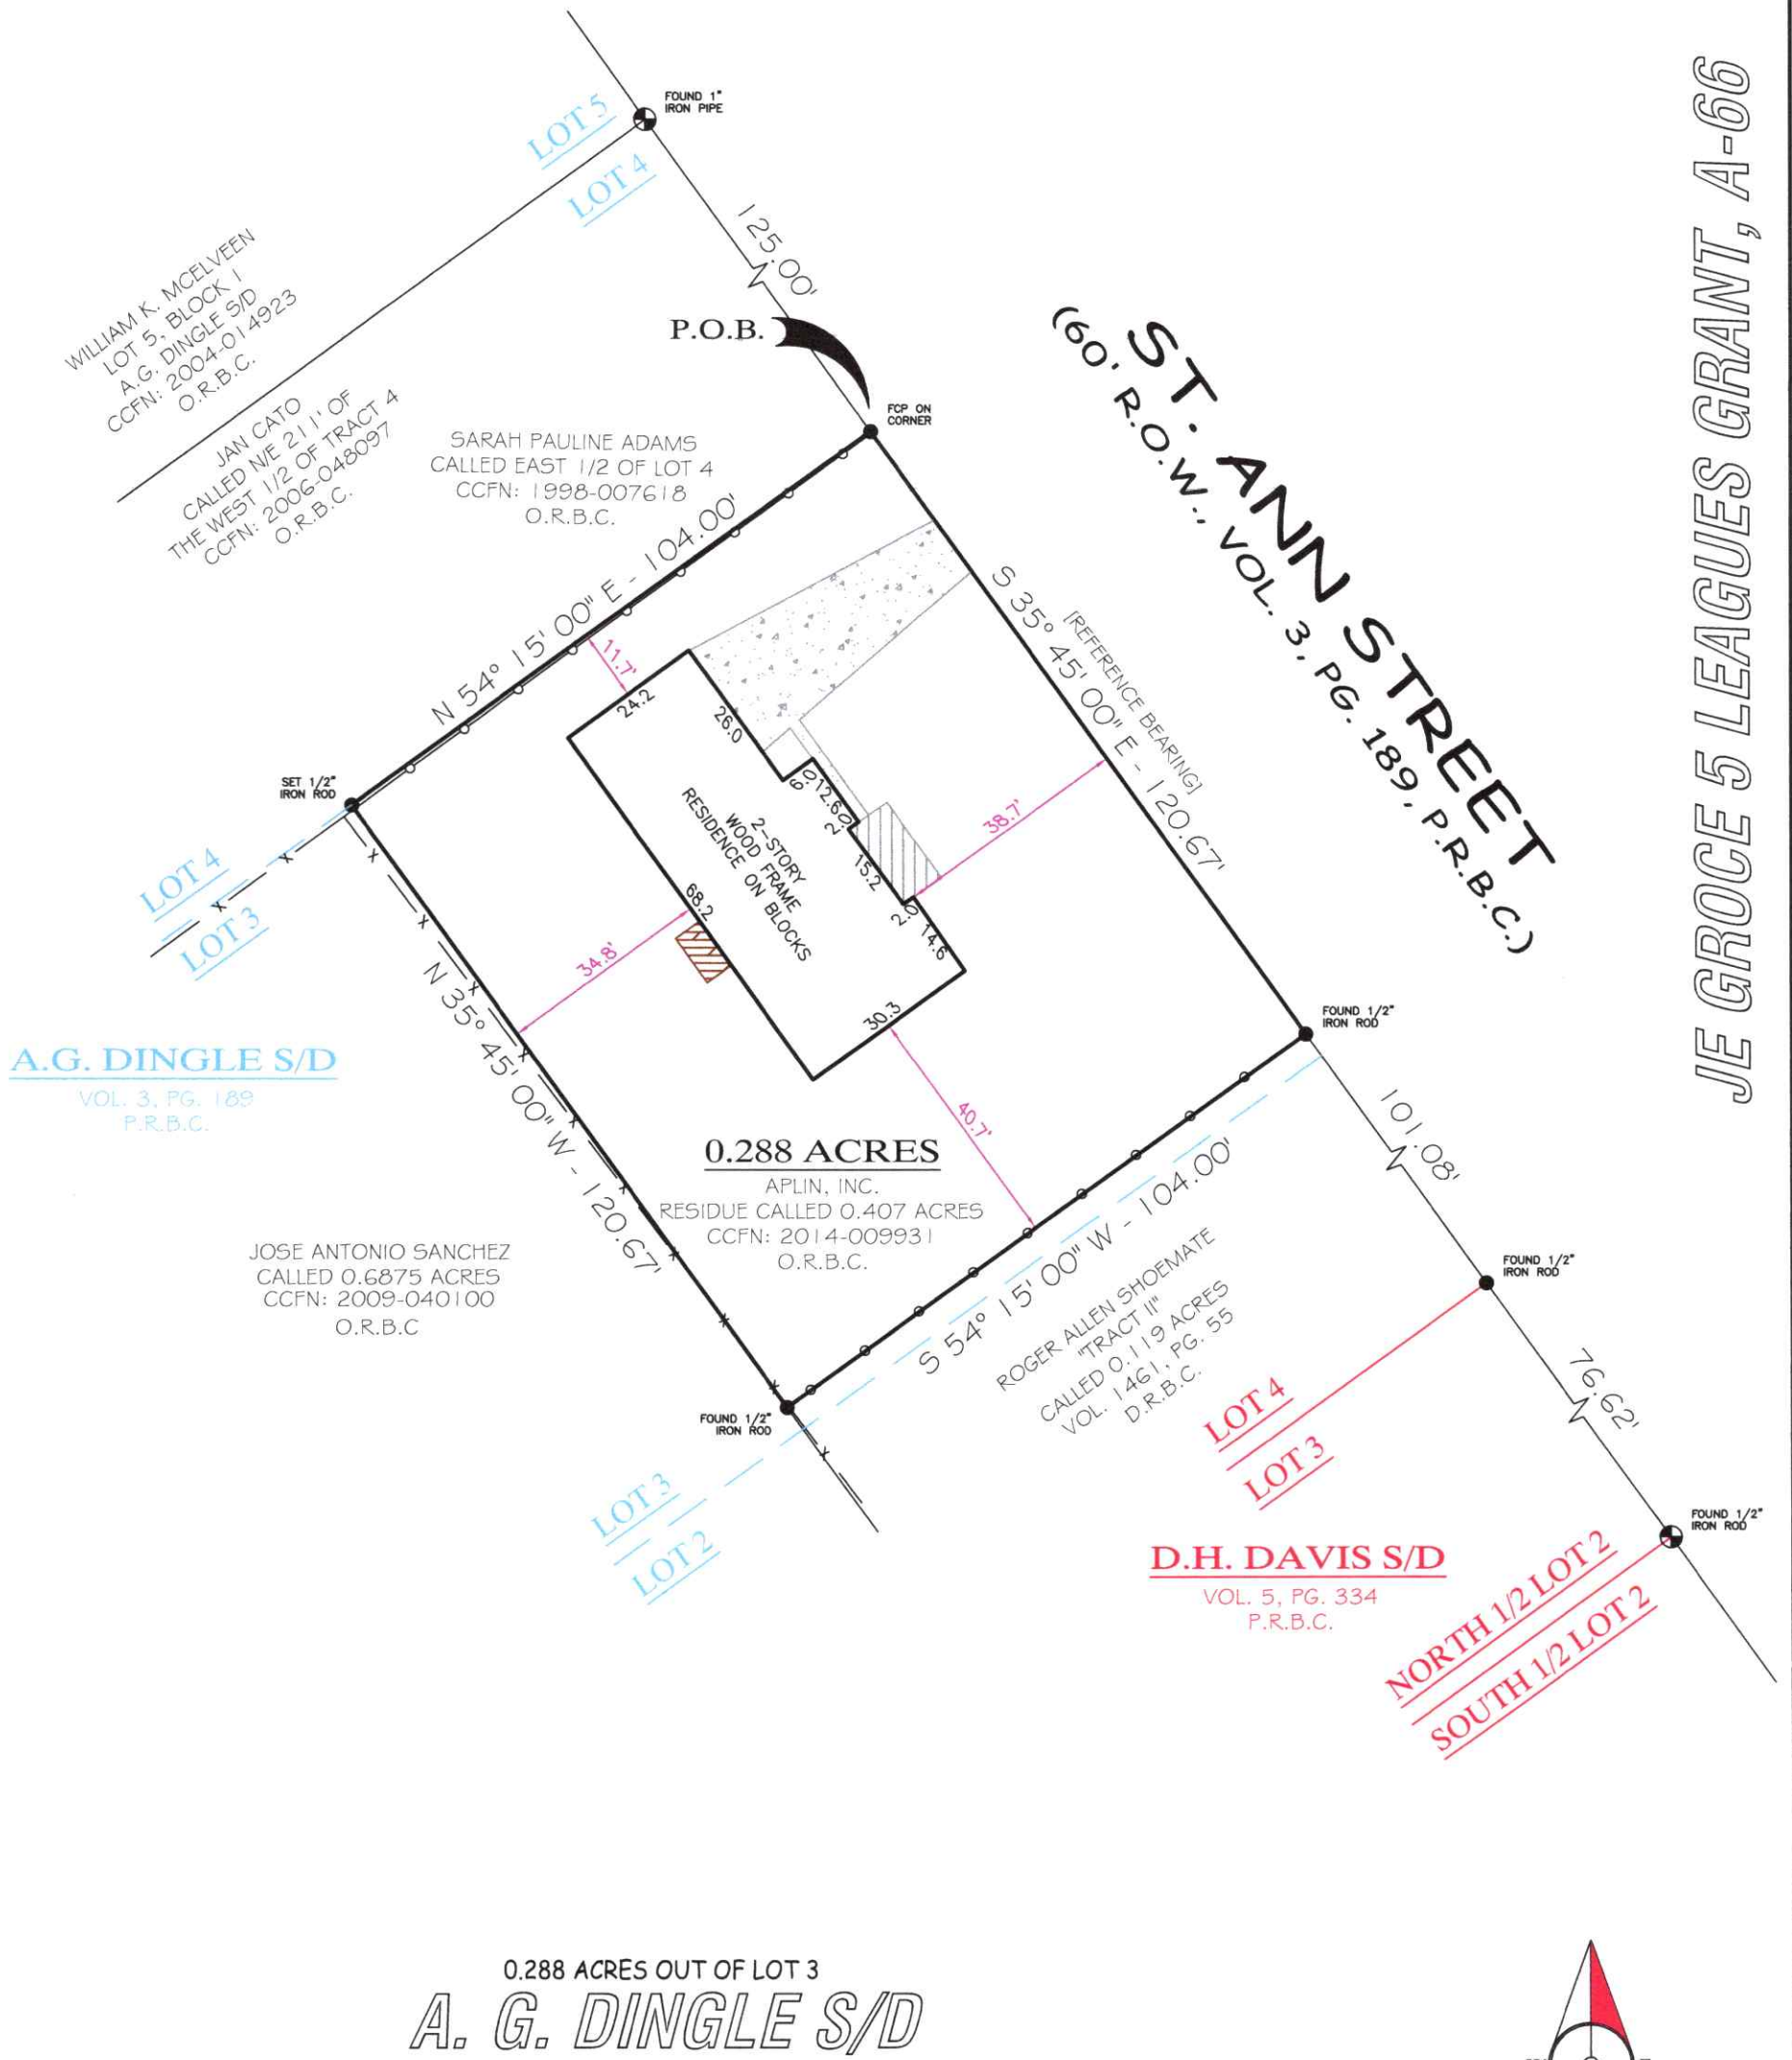 FOUND 1"
IRON PIPE
LOT 5
LOT 4
125.00'
WILLIAM K. MCELVEEN
LOT 5, BLOCK 1
A.G. DINGLE S/D
CCFN: 2004-014923
O.R.B.C.
JAN CATO
CALLED N/E 211' OF
THE WEST 1/2 OF TRACT 4
CCFN: 2006-048097
O.R.B.C.
P.O.B.
FCP ON
CORNER
SARAH PAULINE ADAMS
CALLED EAST 1/2 OF LOT 4
CCFN: 1998-007618
O.R.B.C.
ST. ANN STREET
(60' R.O.W., VOL. 3, PG. 189, P.R.B.C.)
JE GROCE 5 LEAGUES GRANT, A-66
N 54° 15' 00" E - 104.00'
S 35° 45' 00" E - 120.67'
[REFERENCE BEARING]
11.7'
24.2
26.0
6.0
12.6
2.0
15.2
2.0
14.6
38.7'
2-STORY
WOOD FRAME
RESIDENCE ON BLOCKS
68.2
34.8'
30.3
40.7'
SET 1/2"
IRON ROD
LOT 4
LOT 3
N 35° 45' 00" W - 120.67'
A.G. DINGLE S/D
VOL. 3, PG. 189
P.R.B.C.
FOUND 1/2"
IRON ROD
101.08'
0.288 ACRES
APLIN, INC.
RESIDUE CALLED 0.407 ACRES
CCFN: 2014-009931
O.R.B.C.
S 54° 15' 00" W - 104.00'
JOSE ANTONIO SANCHEZ
CALLED 0.6875 ACRES
CCFN: 2009-040100
O.R.B.C
ROGER ALLEN SHOEMATE
"TRACT II"
CALLED 0.119 ACRES
VOL. 1461, PG. 55
D.R.B.C.
FOUND 1/2"
IRON ROD
76.62'
FOUND 1/2"
IRON ROD
LOT 4
LOT 3
LOT 3
LOT 2
FOUND 1/2"
IRON ROD
D.H. DAVIS S/D
VOL. 5, PG. 334
P.R.B.C.
NORTH 1/2 LOT 2
SOUTH 1/2 LOT 2
0.288 ACRES OUT OF LOT 3
A. G. DINGLE S/D